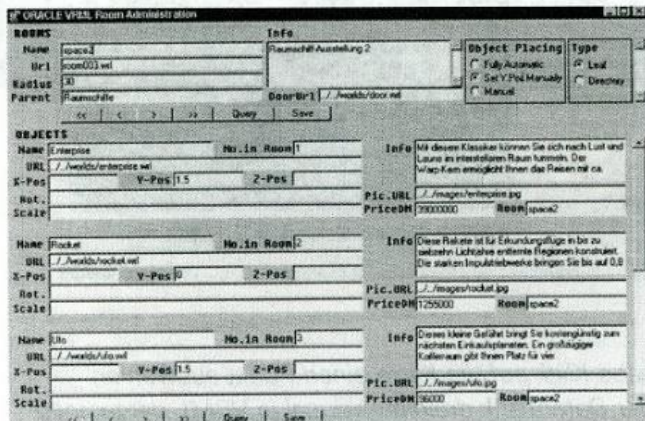 ORACLE VRML Room Administration
ROOMS
Name space2
Url room003.wrl
Radius 30
Parent Raumschiffe
Info
Raumschiff-Ausstellung 2
DoorUrl ../../worlds/door.wrl
Object Placing
Fully Automatic
Set Y.Pos.Manually
Manual
Type
Leaf
Directory
<< < > >> Query Save
OBJECTS
Name Enterprise No.in Room 1
URL ../../worlds/enterprise.wrl
X-Pos Y-Pos 1.5 Z-Pos
Rot.
Scale
Info Mit diesem Klassiker können Sie sich nach Lust und
Laune im interstellaren Raum tummeln. Der
Warp-Kern ermöglicht Ihnen das Reisen mit ca.
Pic.URL ../../images/enterprise.jpg
PriceDM 39000000 Room space2
Name Rocket No.in Room 2
URL ../../worlds/rocket.wrl
X-Pos Y-Pos 0 Z-Pos
Rot.
Scale
Info Diese Rakete ist für Erkundungsflüge in bis zu
siebzehn Lichtjahre entfernte Regionen konstruiert.
Die starken Impulstriebwerke bringen Sie bis auf 0,8
Pic.URL ../../images/rocket.jpg
PriceDM 1255000 Room space2
Name Ufo No.in Room 3
URL ../../worlds/ufo.wrl
X-Pos Y-Pos 1.5 Z-Pos
Rot.
Scale
Info Dieses kleine Gefährt bringt Sie kostengünstig zum
nächsten Einkaufsplaneten. Ein großzügiger
Kofferraum gibt Ihnen Platz für vier
Pic.URL ../../images/ufo.jpg
PriceDM 96000 Room space2
<< < > >> Query Save